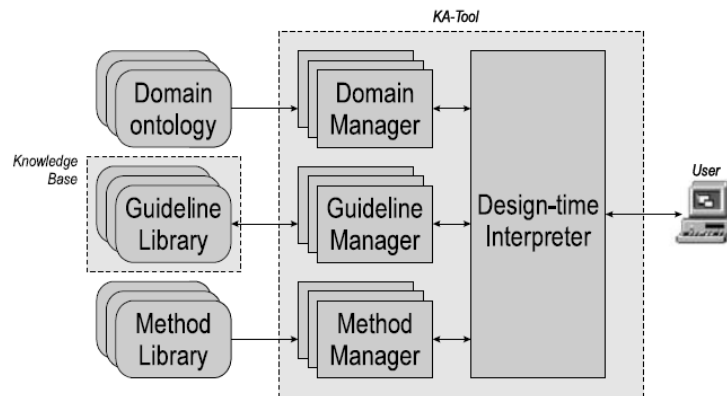 KA-Tool
Domain
ontology
Domain
Manager
Knowledge
Base
Guideline
Library
Guideline
Manager
Design-time
Interpreter
User
Method
Library
Method
Manager